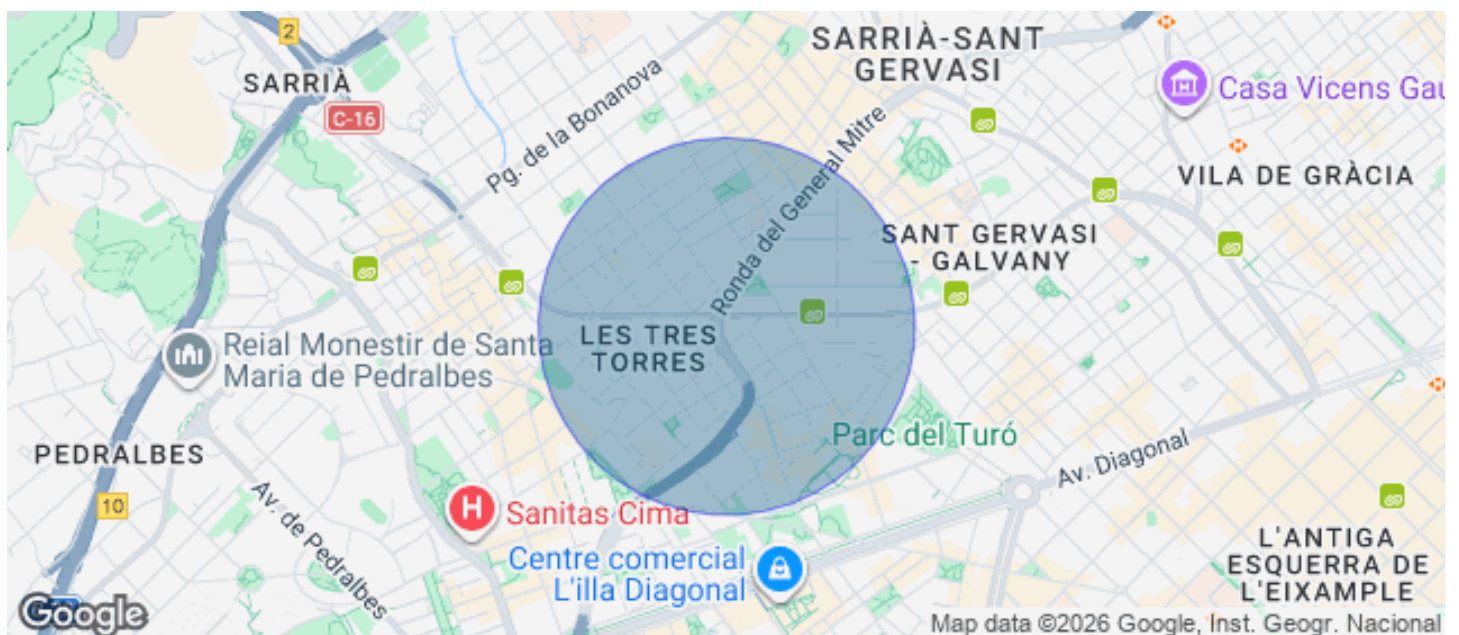 2
SARRIÀ-SANT
GERVASI
SARRIÀ
C-16
Pg. de la Bonanova
Ronda del General Mitre
Casa Vicens Gau
VILA DE GRÀCIA
SANT GERVASI
- GALVANY
LES TRES
TORRES
Reial Monestir de Santa
Maria de Pedralbes
PEDRALBES
10
Av. de Pedralbes
H
Sanitas Cima
Parc del Turó
Av. Diagonal
Centre comercial
L'illa Diagonal
L'ANTIGA
ESQUERRA DE
L'EIXAMPLE
Google
Map data ©2026 Google, Inst. Geogr. Nacional